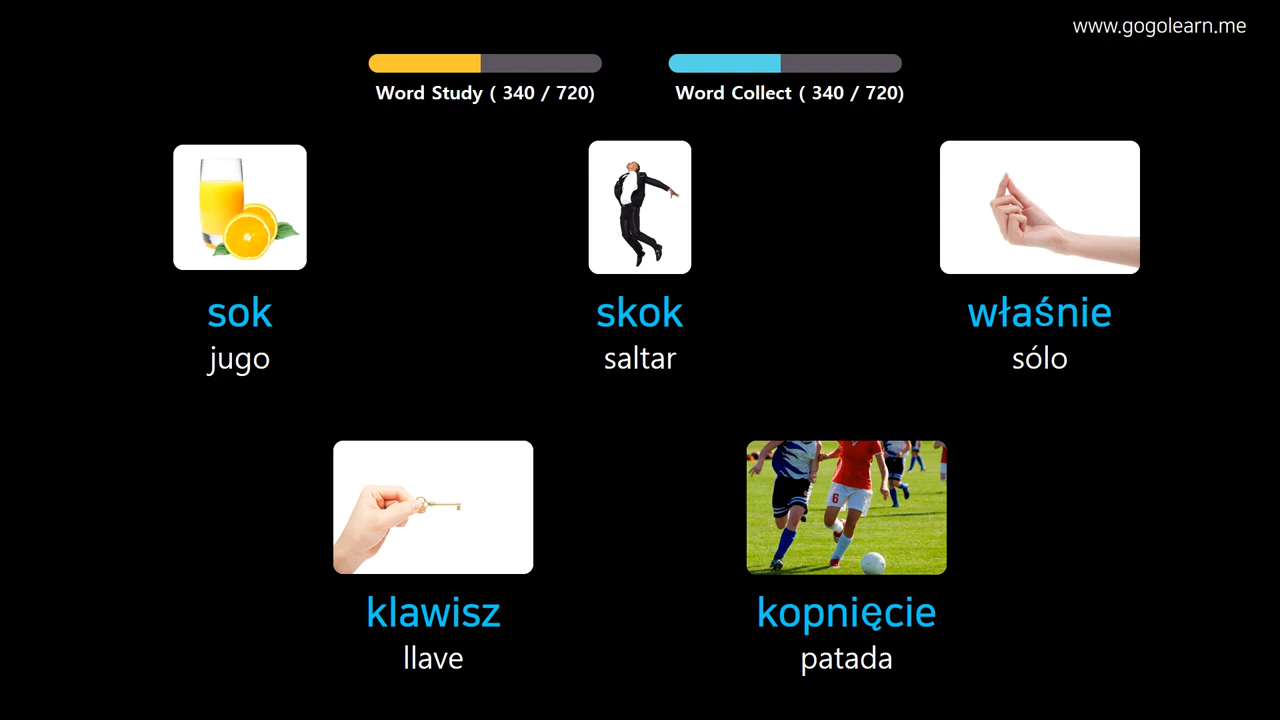 www.gogolearn.me
Word Study ( 340 / 720)
Word Collect ( 340 / 720)
sok
jugo
skok
saltar
właśnie
sólo
klawisz
llave
kopnięcie
patada
6